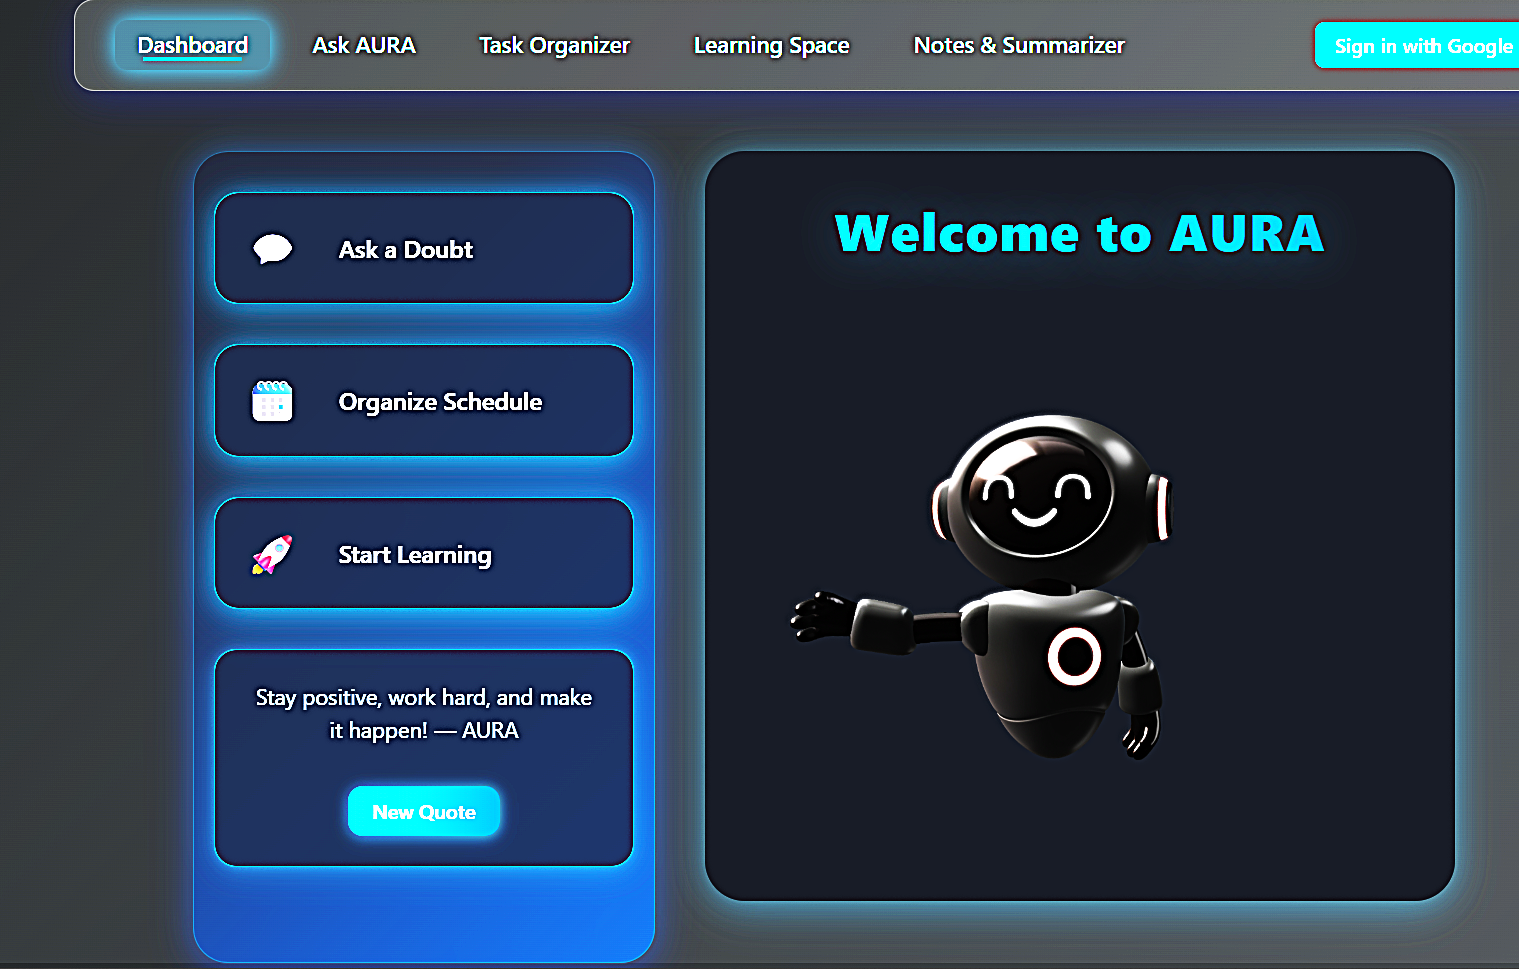 Dashboard
Ask AURA
Task Organizer
Learning Space
Notes & Summarizer
Sign in with Google
Ask a Doubt
Organize Schedule
Start Learning
Stay positive, work hard, and make
it happen! — AURA
New Quote
Welcome to AURA